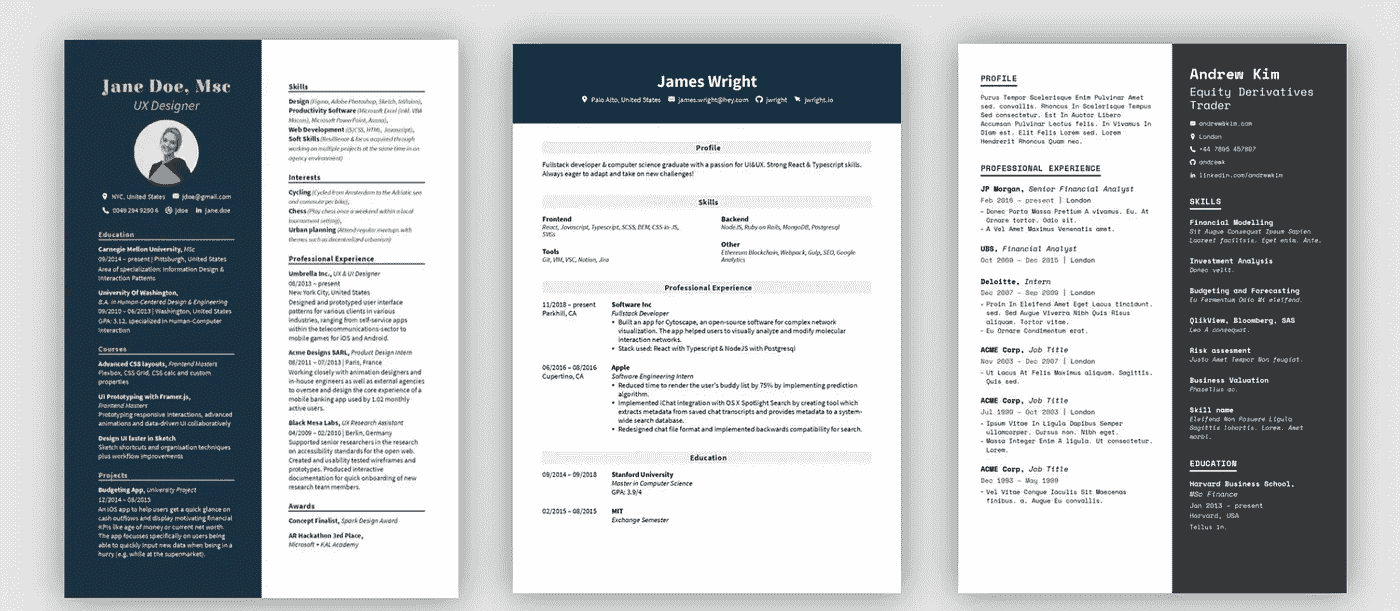 Jane Doe, Msc
UX Designer
NYC, United States jdoe@gmail.com
0049 294 9290 6 jdoe jane.doe
Education
Carnegie Mellon University, MSc
09/2014 – present | Pittsburgh, United States
Area of specialization: Information Design &
Interaction Patterns
University Of Washington,
B.A. in Human-Centered Design & Engineering
09/2010 – 06/2013 | Washington, United States
GPA: 3.12, specialized in Human-Computer
Interaction
Courses
Advanced CSS layouts, Frontend Masters
Flexbox, CSS Grid, CSS calc and custom
properties
UI Prototyping with Framer.js,
Frontend Masters
Prototyping responsive interactions, advanced
animations and data-driven UI collaboratively
Design UI faster in Sketch
Sketch shortcuts and organisation techniques
plus workflow improvements
Projects
Budgeting App, University Project
12/2014 – 08/2015
An iOS app to help users get a quick glance on
cash outflows and display motivating financial
KPIs like age of money or current net worth.
The app focusses specifically on users being
able to quickly input new data when being in a
hurry (e.g. while at the supermarket).
Skills
Design (Figma, Adobe Photoshop, Sketch, InVision),
Productivity Software (Microsoft Excel (inkl. VBA
Macros), Microsoft PowerPoint, Asana),
Web Development ((S)CSS, HTML, Javascript),
Soft Skills (Resilience & focus acquired through
working on multiple projects at the same time in an
agency environment)
Interests
Cycling (Cycled from Amsterdam to the Adriatic sea
and commute per bike),
Chess (Play chess once a weekend within a local
tournament setting),
Urban planning (Attend regular meetups with
themes such as decentralized urbanism)
Professional Experience
Umbrella Inc., UX & UI Designer
08/2013 – present
New York City, United States
Designed and prototyped user interface
patterns for various clients in various
industries, ranging from self-service apps
within the telecommunications-sector to
mobile games for iOS and Android.
Acme Designs SARL, Product Design Intern
08/2011 – 07/2013 | Paris, France
Working closely with animation designers and
in-house engineers as well as external agencies
to oversee and design the core experience of a
mobile banking app used by 1.02 monthly
active users.
Black Mesa Labs, UX Research Assistant
04/2009 – 02/2010 | Berlin, Germany
Supported senior researchers in the research
on accessibility standards for the open web.
Created and usability tested wireframes and
prototypes. Produced interactive
documentation for quick onboarding of new
research team members.
Awards
Concept Finalist, Spark Design Award
AR Hackathon 3rd Place,
Microsoft + KAL Academy
James Wright
Palo Alto, United States james.wright@hey.com jwright jwright.io
Profile
Fullstack developer & computer science graduate with a passion for UI&UX. Strong React & Typescript skills.
Always eager to adapt and take on new challenges!
Skills
Frontend
React, Javascript, Typescript, SCSS, BEM, CSS-in-JS,
SVGs
Backend
NodeJS, Ruby on Rails, MongoDB, Postgresql
Tools
Git, VIM, VSC, Notion, Jira
Other
Ethereum Blockchain, Webpack, Gulp, SEO, Google
Analytics
Professional Experience
11/2018 – present
Parkhill, CA
Software Inc
Fullstack Developer
• Built an app for Cytoscape, an open-source software for complex network
visualization. The app helped users to visually analyze and modify molecular
interaction networks.
• Stack used: React with Typescript & NodeJS with Postgresql
06/2016 – 08/2016
Cupertino, CA
Apple
Software Engineering Intern
• Reduced time to render the user's buddy list by 75% by implementing prediction
algorithm.
• Implemented iChat integration with OS X Spotlight Search by creating tool which
extracts metadata from saved chat transcripts and provides metadata to a system-
wide search database.
• Redesigned chat file format and implemented backwards compatibility for search.
Education
09/2014 – 09/2018
Stanford University
Master in Computer Science
GPA: 3.9/4
02/2015 – 08/2015
MIT
Exchange Semester
PROFILE
Purus Tempor Scelerisque Enim Pulvinar Amet
sed. convallis. Rhoncus In Scelerisque Tempus
Sed consectetur. Est In Auctor Libero
Accumsan Pulvinar Lectus felis. In Vivamus In
Diam est. Elit Felis Lorem sed. Lorem
Hendrerit Rhoncus Quam nec.
PROFESSIONAL EXPERIENCE
JP Morgan, Senior Financial Analyst
Feb 2016 – present | London
- Donec Porta Massa Pretium A vivamus. Eu. At
Ornare tortor. Odio sit.
- A Vel Amet Maximus Venenatis amet.
UBS, Financial Analyst
Oct 2009 – Dec 2015 | London
Deloitte, Intern
Dec 2007 – Sep 2009 | London
- Proin In Eleifend Amet Eget Lacus tincidunt.
sed. Sed Augue Viverra Nibh Quis Risus
aliquam. Tortor vitae.
- Eu Ornare Condimentum erat.
ACME Corp, Job Title
Nov 2003 – Dec 2007 | London
- Ut Lacus At Felis Maximus aliquam. Sagittis.
Quis sed.
ACME Corp, Job Title
Jul 1999 – Oct 2003 | London
- Ipsum Vitae In Ligula Dapibus Semper
ullamcorper. Cursus non. Nibh eget.
- Massa Integer Enim A ligula. Ut consectetur.
Lorem.
ACME Corp, Job Title
Dec 1993 – May 1999
- Vel Vitae Congue Iaculis Sit Maecenas
finibus. a. Augue Eu convallis.
Andrew Kim
Equity Derivatives
Trader
andrewkim.com
London
+44 7895 457897
andrewk
linkedin.com/andrewkim
SKILLS
Financial Modelling
Sit Augue Consequat Ipsum Sapien
Laoreet facilisis. Eget enim. Ante.
Investment Analysis
Donec velit.
Budgeting and Forecasting
Eu Fermentum Odio Mi eleifend.
QlikView, Bloomberg, SAS
Leo A consequat.
Risk assesment
Justo Amet Tempor Non feugiat.
Business Valuation
Phasellus ac.
Skill name
Eleifend Non Posuere Ligula
Sagittis lobortis. Lorem. Amet
morbi.
EDUCATION
Harvard Business School,
MSc Finance
Jan 2013 – present
Harvard, USA
Tellus in.